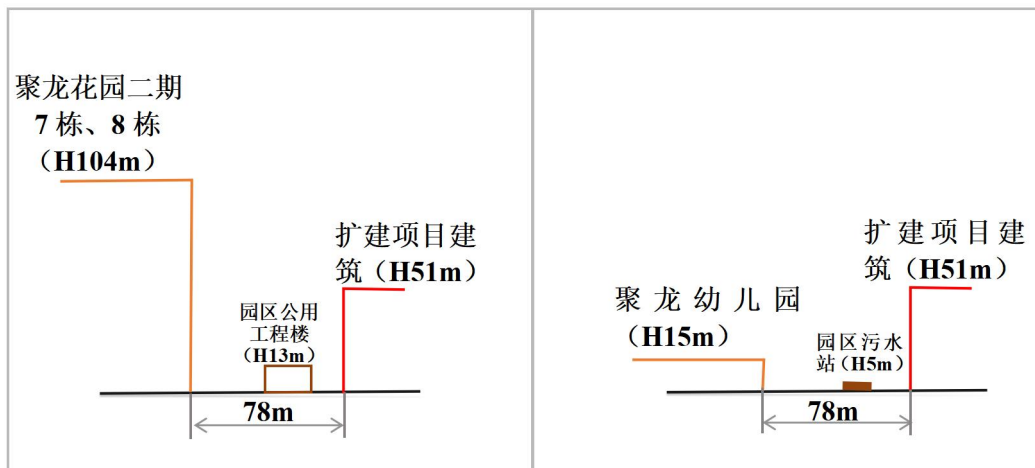 聚龙花园二期
7 栋、8 栋
（H104m）
扩建项目建
筑（H51m）
园区公用
工程楼
（H13m）
78m
扩建项目建
筑（H51m）
聚龙幼儿园
（H15m）
园区污水
站（H5m）
78m